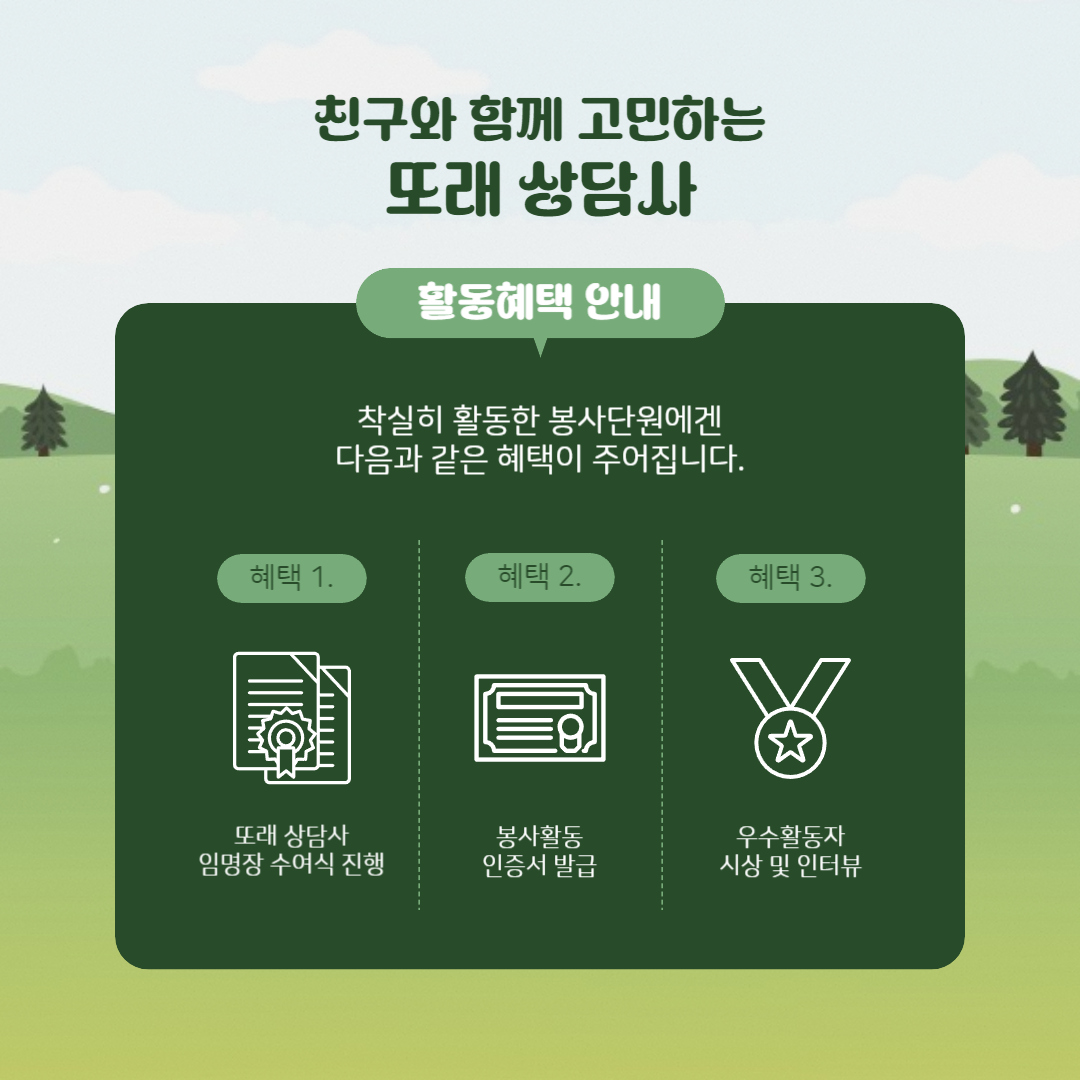 친구와 함께 고민하는
또래 상담사
활동혜택 안내
착실히 활동한 봉사단원에겐
다음과 같은 혜택이 주어집니다.
혜택 1.
또래 상담사
임명장 수여식 진행
혜택 2.
봉사활동
인증서 발급
혜택 3.
우수활동자
시상 및 인터뷰